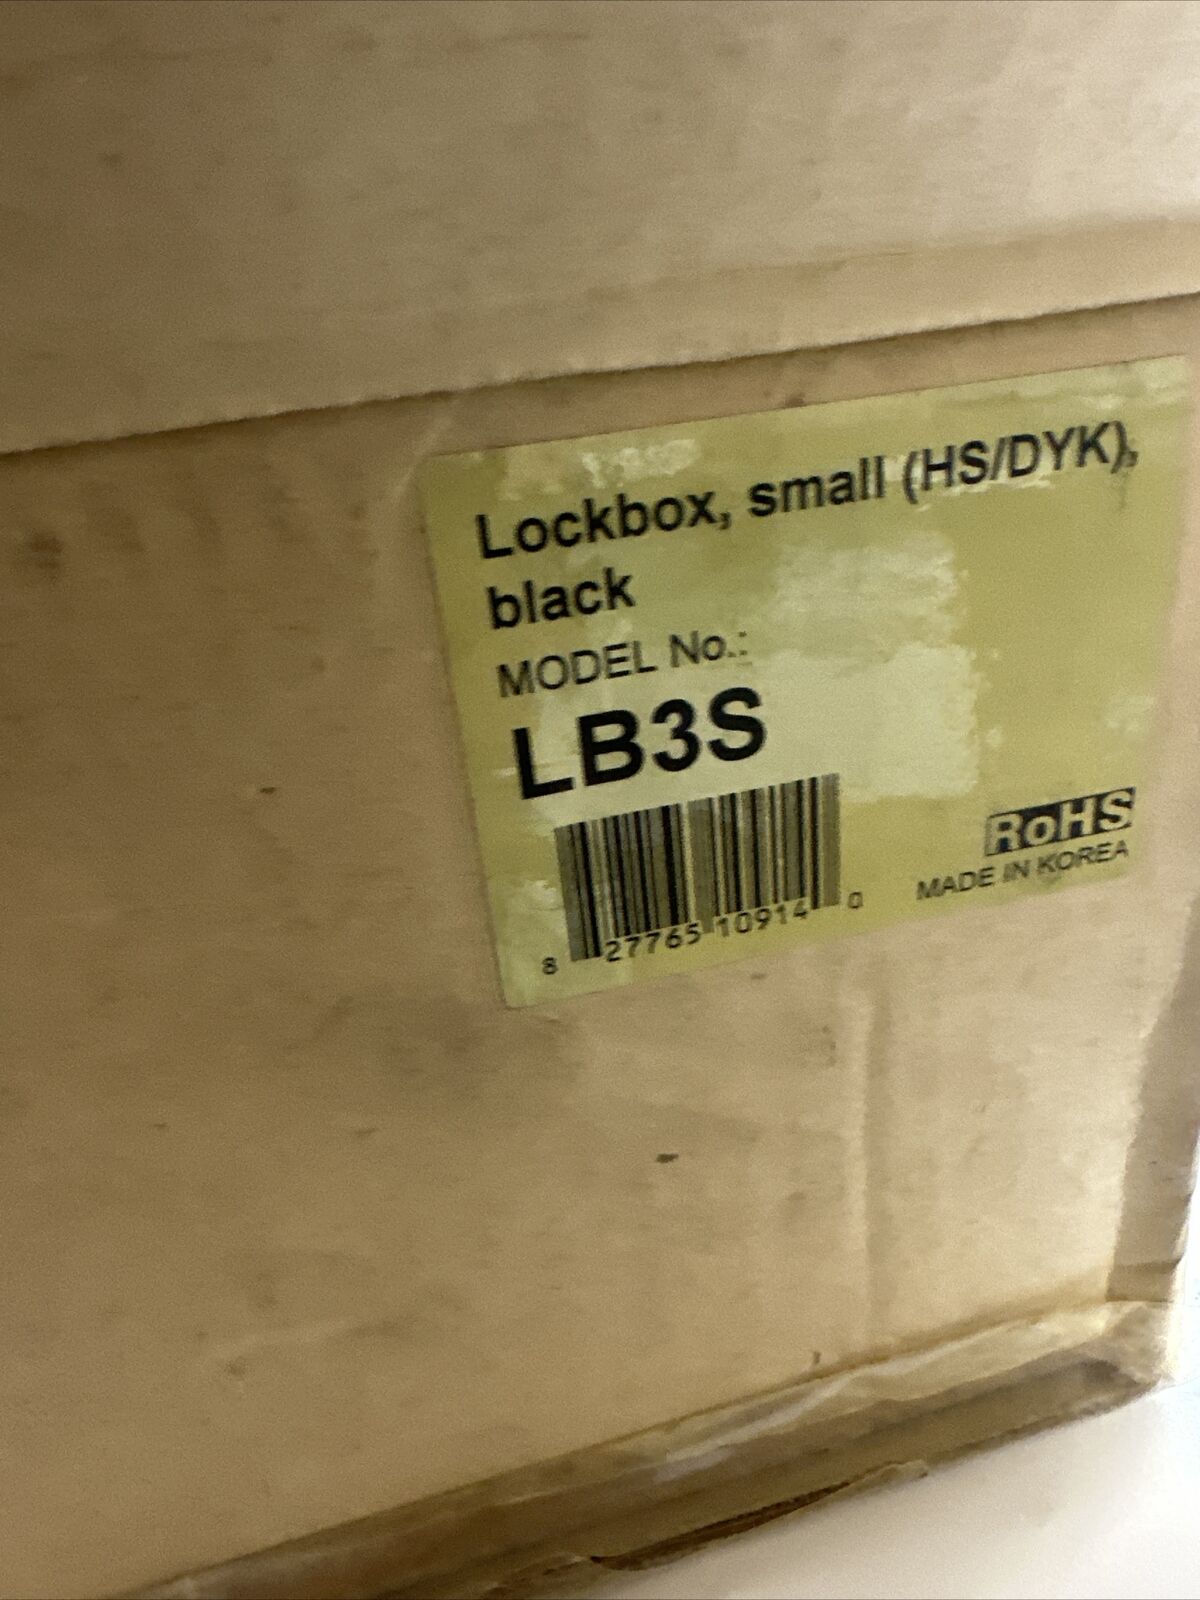 Lockbox, small (HS/DYK),
black
MODEL No.:
LB3S
8 27765 10914 0
RoHS
MADE IN KOREA